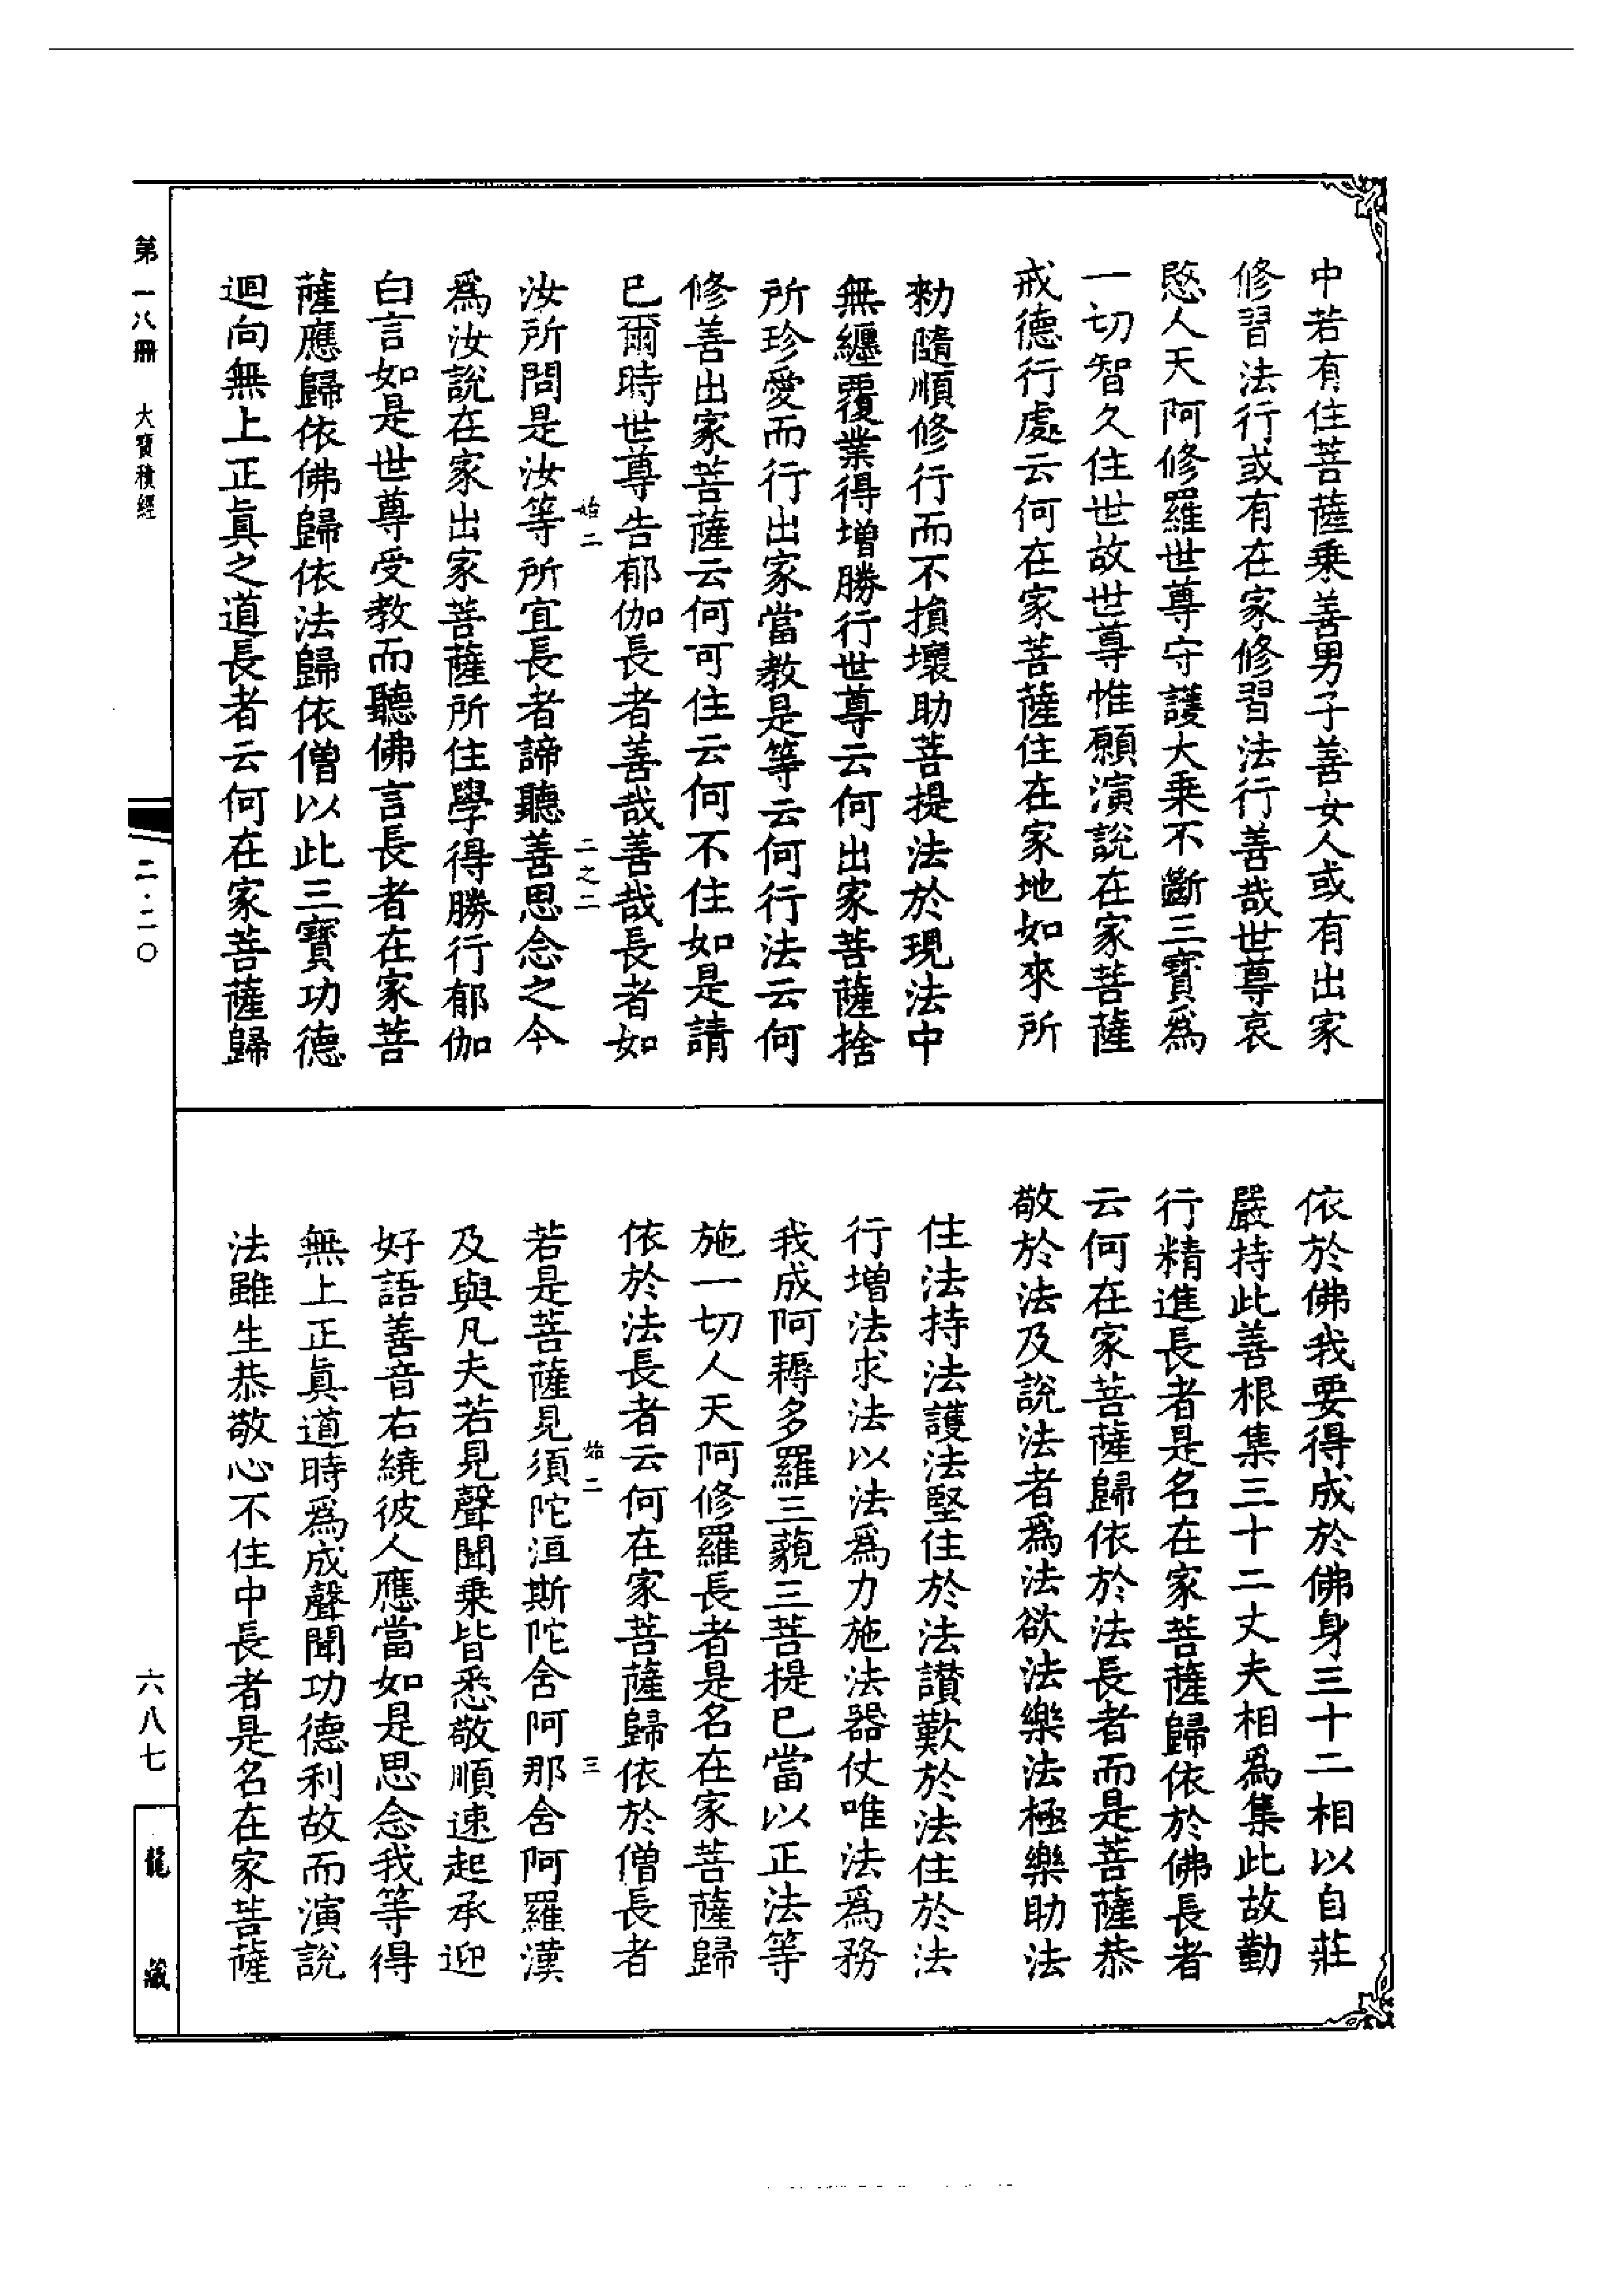 中若有住菩薩乗善男子善女人或有出家
修習法行或有在家修習法行善哉世尊哀
愍人天阿修羅世尊守護大乗不斷三寶爲
一切智久住世故世尊惟願演説在家菩薩
戒德行處云何在家菩薩住在家地如來所
勑隨順修行而不損壞助菩提法於現法中
無纏覆業得增勝行世尊云何出家菩薩捨
所珍愛而行出家當教是等云何行法云何
修善出家菩薩云何可住云何不住如是請
已爾時世尊告郁伽長者善哉善哉長者如
始二
二之二
汝所問是汝等所宜長者諦聽善思念之今
爲汝説在家出家菩薩所住學得勝行郁伽
白言如是世尊受教而聽佛言長者在家菩
薩應歸依佛歸依法歸依僧以此三寶功德
迴向無上正眞之道長者云何在家菩薩歸
依於佛我要得成於佛身三十二相以自莊
嚴持此善根集三十二丈夫相爲集此故勤
行精進長者是名在家菩薩歸依於佛長者
云何在家菩薩歸依於法長者而是菩薩恭
敬於法及説法者爲法欲法樂法極樂助法
住法持法護法堅住於法讃歎於法住於法
行增法求法以法爲力施法器仗唯法爲務
我成阿耨多羅三藐三菩提已當以正法等
施一切人天阿修羅長者是名在家菩薩歸
依於法長者云何在家菩薩歸依於僧長者
始二
三
若是菩薩見須陀洹斯陀舍阿那舍阿羅漢
及與凡夫若見聲聞乗皆悉敬順速起承迎
好語善音右繞彼人應當如是思念我等得
無上正眞道時爲成聲聞功德利故而演説
法雖生恭敬心不住中長者是名在家菩薩
第一八冊　大寶積經
二·二〇
六八七
龍藏